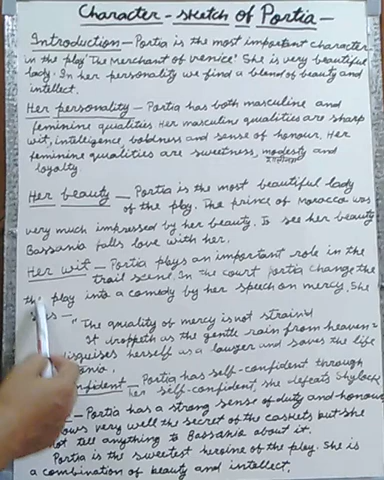 Character-sketch of Portia-
Introduction- Portia is the most important character
in the play 'The Merchant of Venice' She is very beautiful
lady. In her personality we find a blend of beauty and
intellect.
Her personality - Portia has both masculine and
feminine qualities Her masculine qualities are sharp
wit, inteligence, boldness and sense of honour. Her
feminine qualities are sweetness, modesty and
loyalty.
Her beauty - Portia is the most beautiful lady
of the play. The prince of Morocco was
very much impressed by her beauty. To see her beauty
Bassania falls love with her.
Her wit - Portia plays an important role in the
trail scene. In the court Portia change the
the play into a comedy by her speech on mercy. She
"The quality of mercy is not strain'd
It droppeth as the gentle rain from heaven"
herself as a lawyer and saves the life
Portia has self-confident through
her self-confident she defeats Shylock
- Portia has a strong sense of duty and honour
very well the secret of the caskets but she
not tell anything to Bassania about it.
Portia is the sweetest heroine of the play. She is
a combination of beauty and intellect.